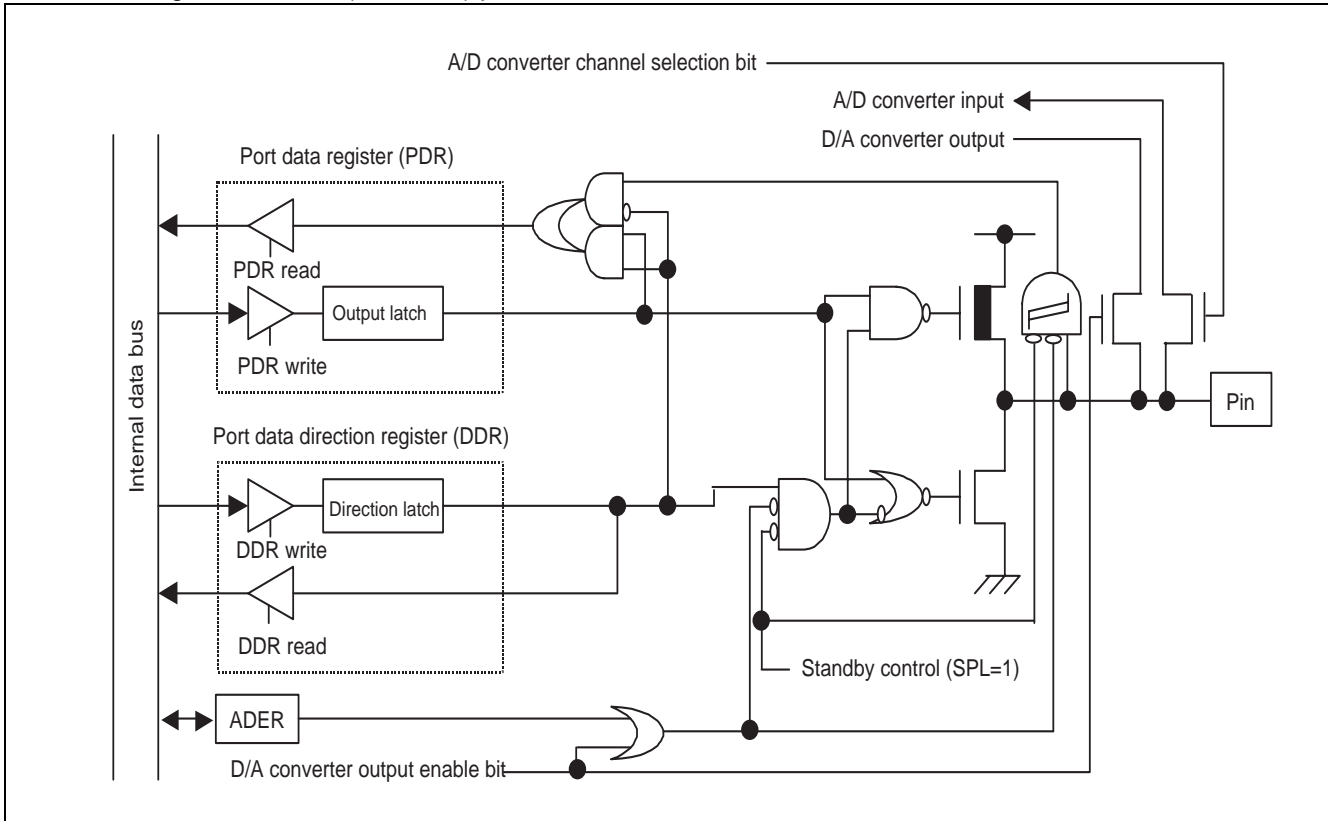 A/D converter channel selection bit
A/D converter input
D/A converter output
Port data register (PDR)
PDR read
Output latch
PDR write
Internal data bus
Pin
Port data direction register (DDR)
Direction latch
DDR write
DDR read
Standby control (SPL=1)
ADER
D/A converter output enable bit